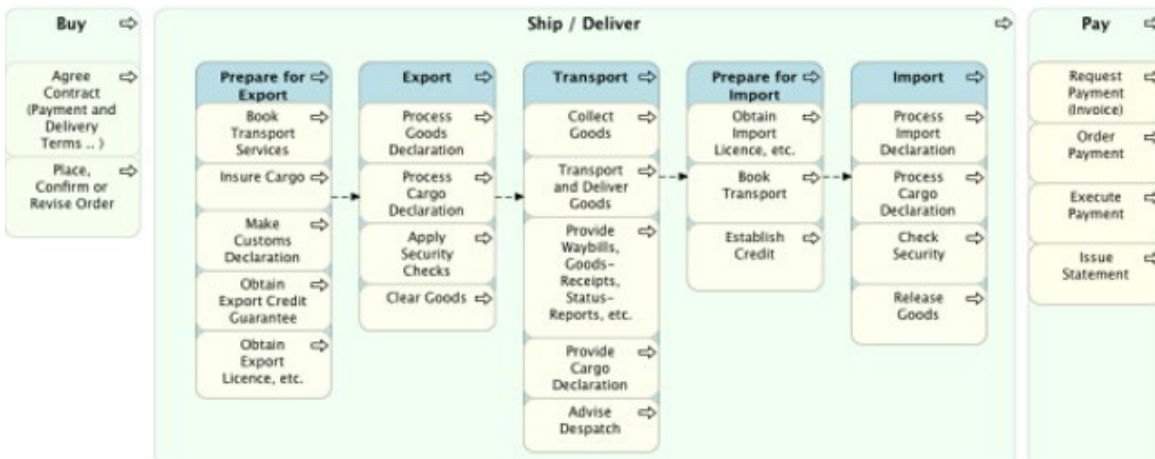 Buy
Agree
Contract
(Payment and
Delivery
Terms .. )
Place,
Confirm or
Revise Order
Ship / Deliver
Prepare for
Export
Book
Transport
Services
Insure Cargo
Make
Customs
Declaration
Obtain
Export Credit
Guarantee
Obtain
Export
Licence, etc.
Export
Process
Goods
Declaration
Process
Cargo
Declaration
Apply
Security
Checks
Clear Goods
Transport
Collect
Goods
Transport
and Deliver
Goods
Provide
Waybills,
Goods-
Receipts,
Status-
Reports, etc.
Provide
Cargo
Declaration
Advise
Despatch
Prepare for
Import
Obtain
Import
Licence, etc.
Book
Transport
Establish
Credit
Import
Process
Import
Declaration
Process
Cargo
Declaration
Check
Security
Release
Goods
Pay
Request
Payment
(Invoice)
Order
Payment
Execute
Payment
Issue
Statement